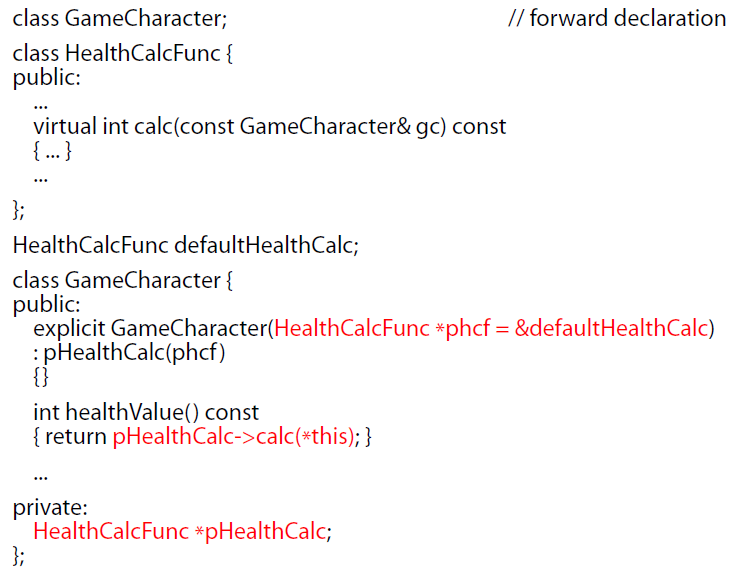 class GameCharacter; // forward declaration
class HealthCalcFunc {
public:
...
virtual int calc(const GameCharacter& gc) const
{ ... }
...
};
HealthCalcFunc defaultHealthCalc;
class GameCharacter {
public:
explicit GameCharacter(HealthCalcFunc *phcf = &defaultHealthCalc)
: pHealthCalc(phcf)
{}
int healthValue() const
{ return pHealthCalc->calc(*this); }
...
private:
HealthCalcFunc *pHealthCalc;
};